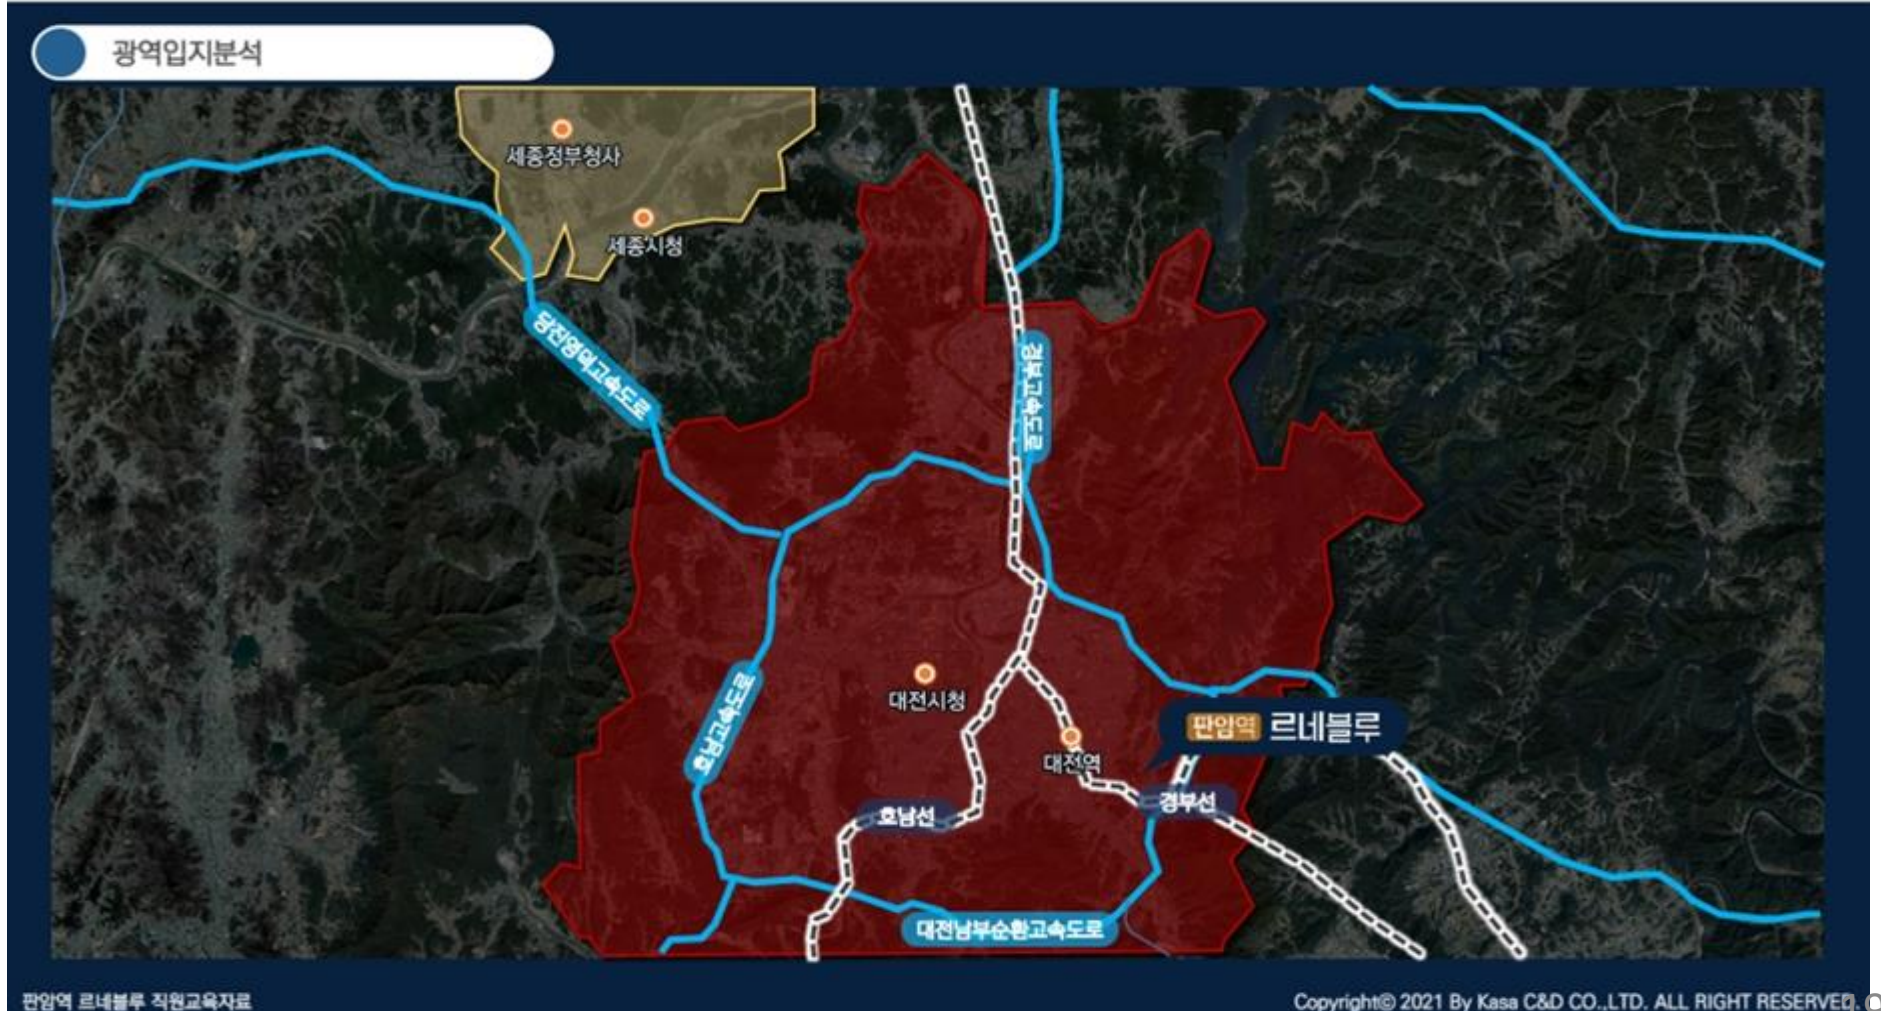 광역입지분석
세종정부청사
세종시청
당진영덕고속도로
경부고속도로
호남고속도로
대전시청
판암역 르네블루
대전역
경부선
호남선
대전남부순환고속도로
판암역 르네블루 직원교육자료
Copyright© 2021 By Kasa C&D CO.,LTD. ALL RIGHT RESERVED.